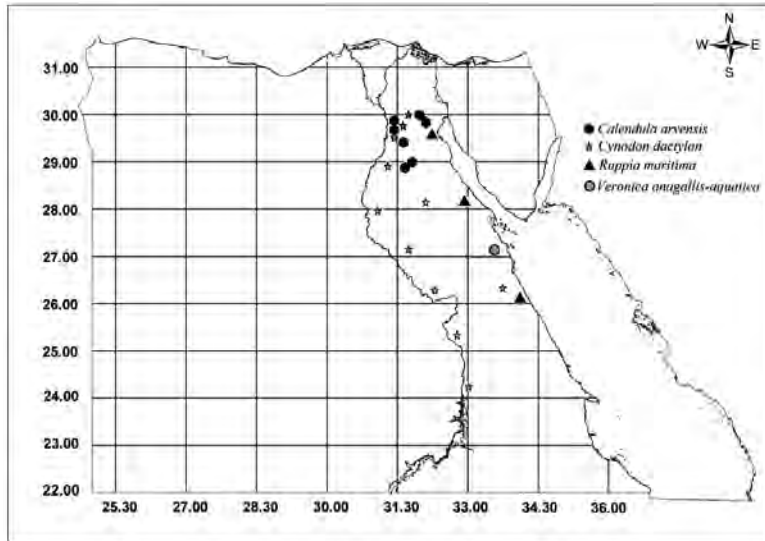 N
W E
S
31.00
30.00
29.00
28.00
27.00
26.00
25.00
24.00
23.00
22.00
Calendula arvensis
Cynodon dactylon
Ruppia maritima
Veronica anagallis-aquatica
25.30 27.00 28.30 30.00 31.30 33.00 34.30 36.00